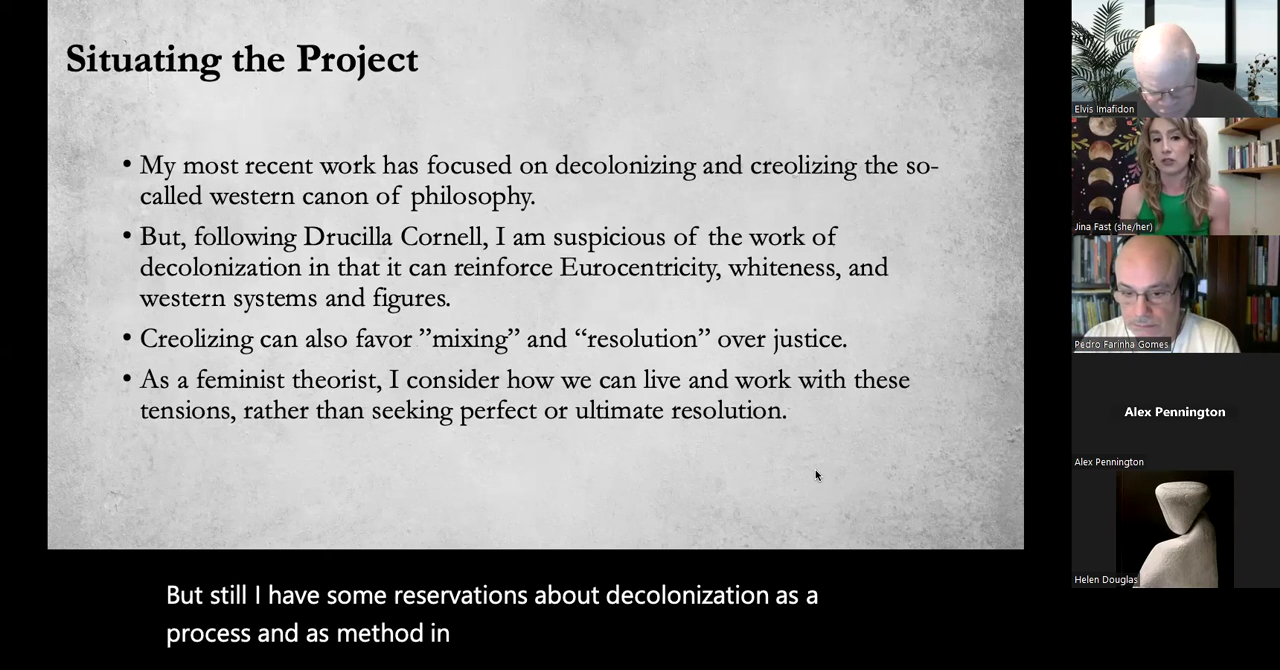 Situating the Project
• My most recent work has focused on decolonizing and creolizing the so-
called western canon of philosophy.
• But, following Drucilla Cornell, I am suspicious of the work of
decolonization in that it can reinforce Eurocentricity, whiteness, and
western systems and figures.
• Creolizing can also favor ”mixing” and “resolution” over justice.
• As a feminist theorist, I consider how we can live and work with these
tensions, rather than seeking perfect or ultimate resolution.
But still I have some reservations about decolonization as a
process and as method in
Elvis Imafidon
Jina Fast (she/her)
Pedro Farinha Gomes
Alex Pennington
Alex Pennington
Helen Douglas